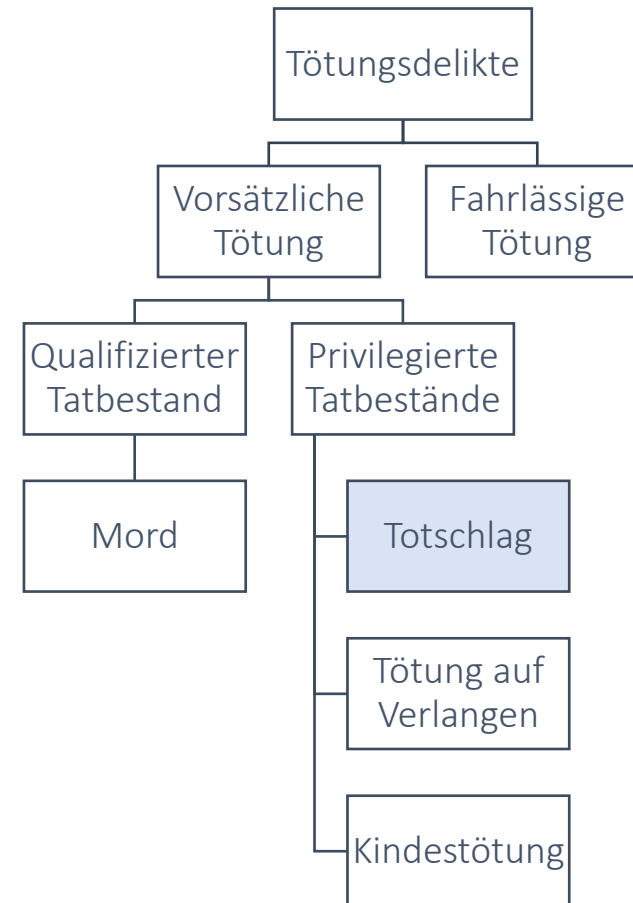 Tötungsdelikte
Vorsätzliche
Tötung
Fahrlässige
Tötung
Qualifizierter
Tatbestand
Privilegierte
Tatbestände
Mord
Totschlag
Tötung auf
Verlangen
Kindestötung